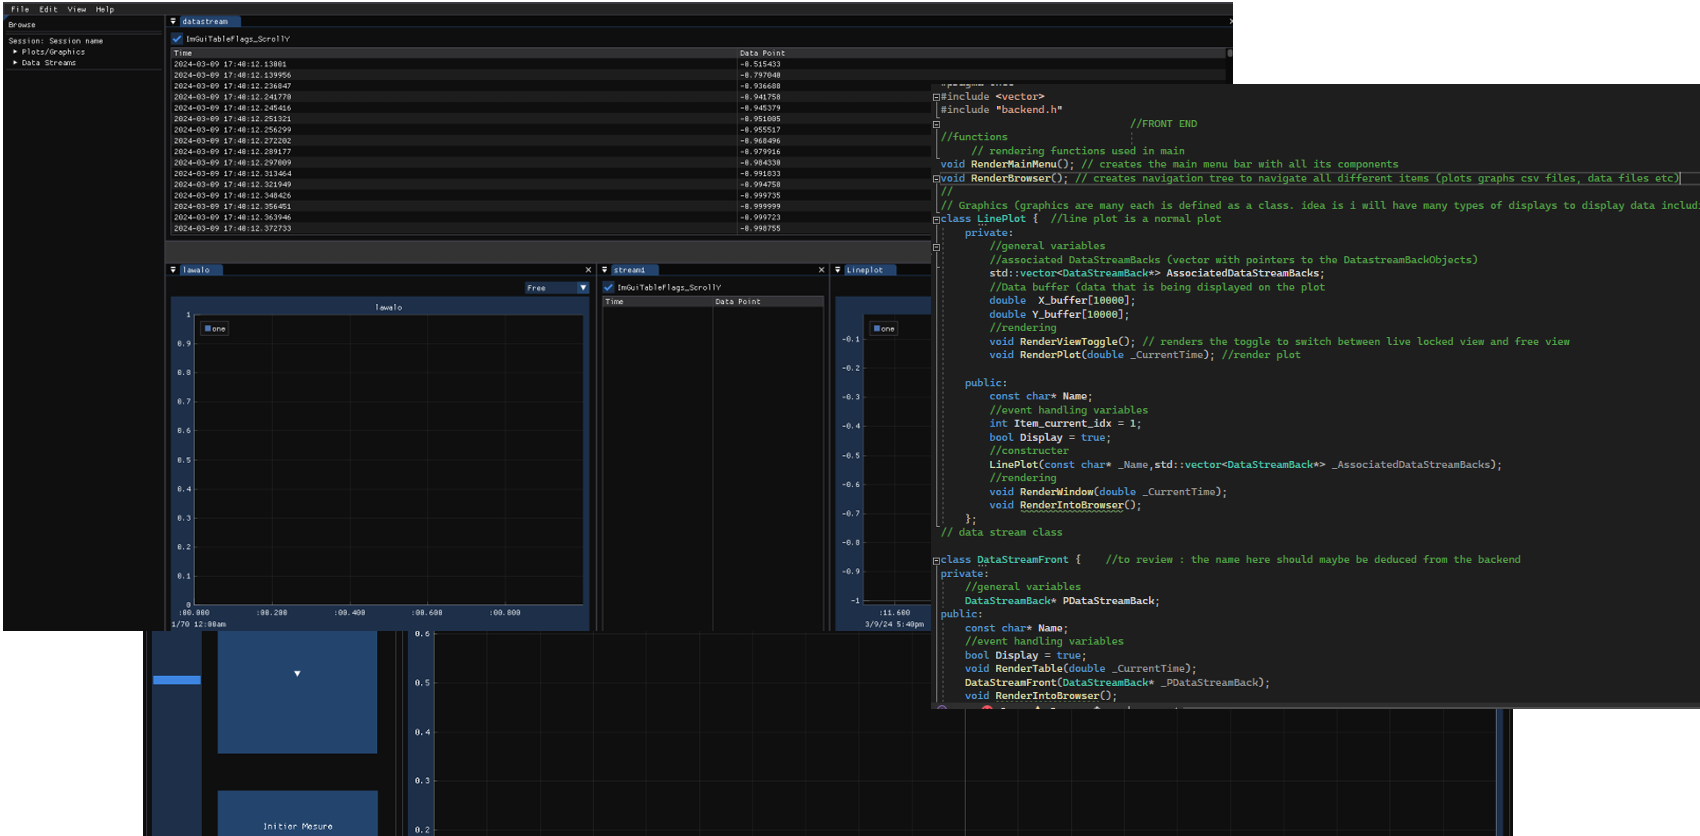 File Edit View Help
Browse
Session: Session name
Plots/Graphics
Data Streams
datastream
ImGuiTableFlags_ScrollY
Time Data Point
2024-03-09 17:40:12.13801 -0.515433
2024-03-09 17:40:12.139956 -0.797048
2024-03-09 17:40:12.236847 -0.936688
2024-03-09 17:40:12.241770 -0.941758
2024-03-09 17:40:12.245416 -0.945379
2024-03-09 17:40:12.251321 -0.951085
2024-03-09 17:40:12.256299 -0.955517
2024-03-09 17:40:12.272202 -0.968496
2024-03-09 17:40:12.289177 -0.979916
2024-03-09 17:40:12.297009 -0.984330
2024-03-09 17:40:12.313464 -0.991833
2024-03-09 17:40:12.321949 -0.994758
2024-03-09 17:40:12.348426 -0.999735
2024-03-09 17:40:12.356451 -0.999999
2024-03-09 17:40:12.363946 -0.999723
2024-03-09 17:40:12.372733 -0.998755
lawalo
Free
lawalo
one
1
0.9
0.8
0.7
0.6
0.5
0.4
0.3
0.2
0.1
0
:00.000 :00.200 :00.400 :00.600 :00.800
1/70 12:00am
stream1
ImGuiTableFlags_ScrollY
Time Data Point
Lineplot
one
-0.1
-0.2
-0.3
-0.4
-0.5
-0.6
-0.7
-0.8
-0.9
-1
:11.600
3/9/24 5:40pm
#include <vector>
#include "backend.h"
//FRONT END
//functions
// rendering functions used in main
void RenderMainMenu(); // creates the main menu bar with all its components
void RenderBrowser(); // creates navigation tree to navigate all different items (plots graphs csv files, data files etc)
//
// Graphics (graphics are many each is defined as a class. idea is i will have many types of displays to display data includi
class LinePlot { //line plot is a normal plot
private:
//general variables
//associated DataStreamBacks (vector with pointers to the DatastreamBackObjects)
std::vector<DataStreamBack*> AssociatedDataStreamBacks;
//Data buffer (data that is being displayed on the plot
double X_buffer[10000];
double Y_buffer[10000];
//rendering
void RenderViewToggle(); // renders the toggle to switch between live locked view and free view
void RenderPlot(double _CurrentTime); //render plot
public:
const char* Name;
//event handling variables
int Item_current_idx = 1;
bool Display = true;
//constructer
LinePlot(const char* _Name,std::vector<DataStreamBack*> _AssociatedDataStreamBacks);
//rendering
void RenderWindow(double _CurrentTime);
void RenderIntoBrowser();
};
// data stream class
class DataStreamFront { //to review : the name here should maybe be deduced from the backend
private:
//general variables
DataStreamBack* PDataStreamBack;
public:
const char* Name;
//event handling variables
bool Display = true;
void RenderTable(double _CurrentTime);
DataStreamFront(DataStreamBack* _PDataStreamBack);
void RenderIntoBrowser();
Initier Mesure
0.6
0.5
0.4
0.3
0.2